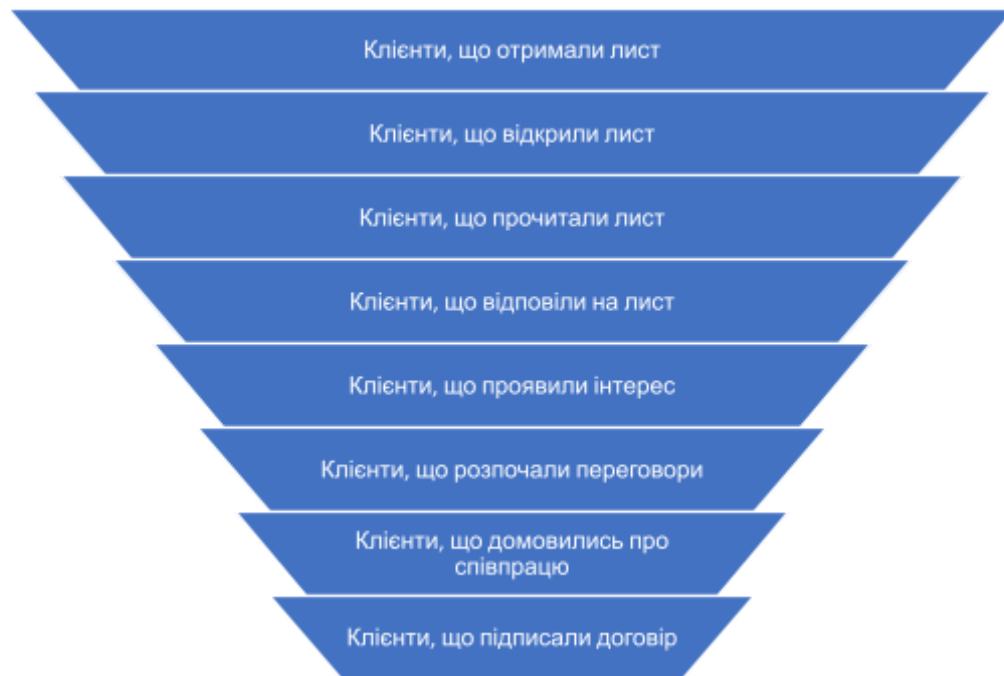 Клієнти, що отримали лист
Клієнти, що відкрили лист
Клієнти, що прочитали лист
Клієнти, що відповіли на лист
Клієнти, що проявили інтерес
Клієнти, що розпочали переговори
Клієнти, що домовились про
співпрацю
Клієнти, що підписали договір